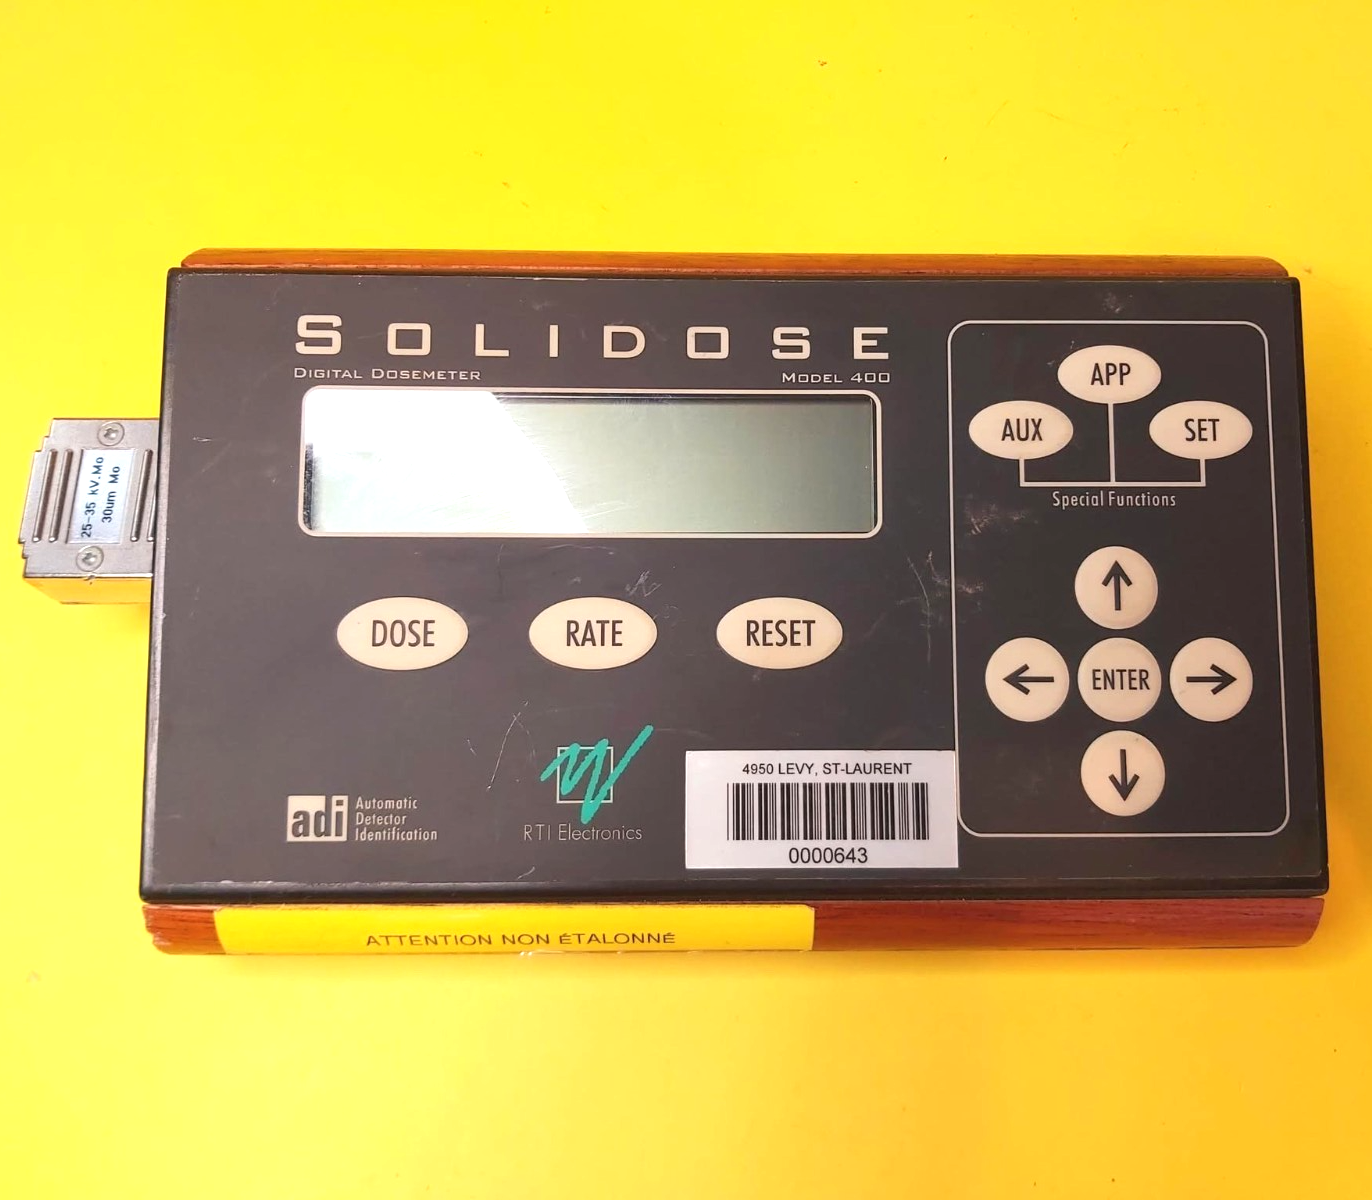 SOLIDOSE
DIGITAL DOSEMETER
MODEL 400
25-35 kV.Mo
30um Mo
APP
AUX
SET
Special Functions
DOSE
RATE
RESET
ENTER
adi
Automatic
Detector
Identification
RTI Electronics
4950 LEVY, ST-LAURENT
0000643
ATTENTION NON ÉTALONNÉ